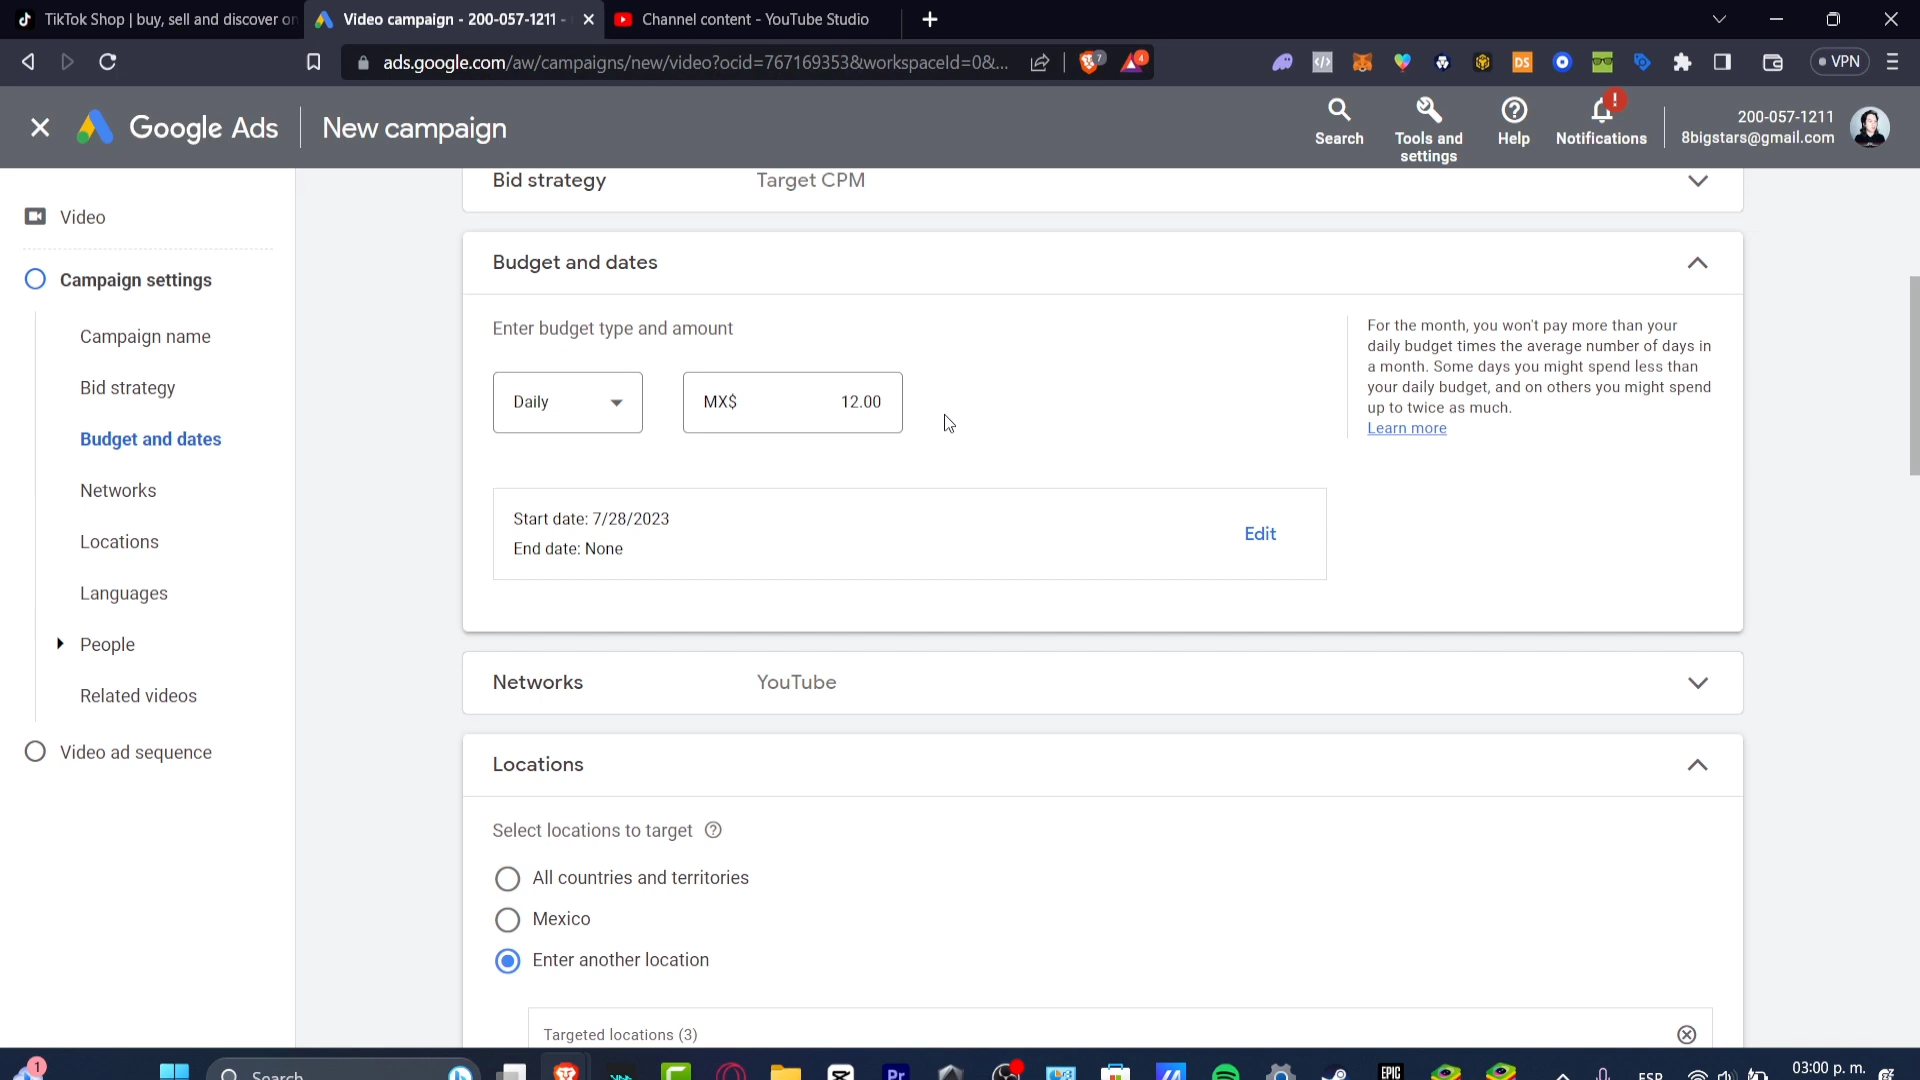 TikTok Shop | buy, sell and discover on
Video campaign - 200-057-1211 -
Channel content - YouTube Studio
ads.google.com/aw/campaigns/new/video?ocid=767169353&workspaceId=0&...
7
4
DS
VPN
Google Ads
New campaign
Search
Tools and settings
Help
!
Notifications
200-057-1211
8bigstars@gmail.com
Video
Campaign settings
Campaign name
Bid strategy
Budget and dates
Networks
Locations
Languages
People
Related videos
Video ad sequence
Bid strategy
Target CPM
Budget and dates
Enter budget type and amount
Daily
MX$ 12.00
For the month, you won't pay more than your
daily budget times the average number of days in
a month. Some days you might spend less than
your daily budget, and on others you might spend
up to twice as much.
Learn more
Start date: 7/28/2023
End date: None
Edit
Networks
YouTube
Locations
Select locations to target
All countries and territories
Mexico
Enter another location
Targeted locations (3)
1
Search
Pr
EPIC
ESP
03:00 p. m.